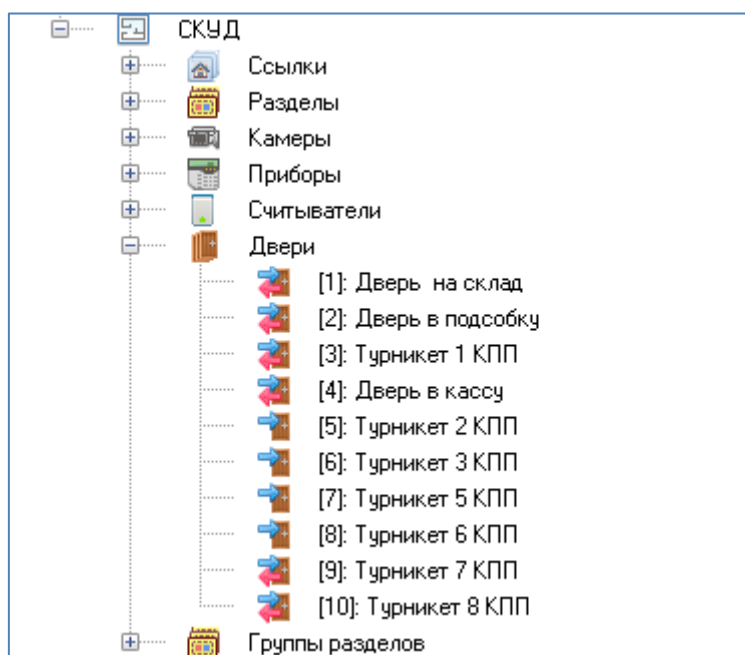 СКУД
Ссылки
Разделы
Камеры
Приборы
Считыватели
Двери
[1]: Дверь на склад
[2]: Дверь в подсобку
[3]: Турникет 1 КПП
[4]: Дверь в кассу
[5]: Турникет 2 КПП
[6]: Турникет 3 КПП
[7]: Турникет 5 КПП
[8]: Турникет 6 КПП
[9]: Турникет 7 КПП
[10]: Турникет 8 КПП
Группы разделов